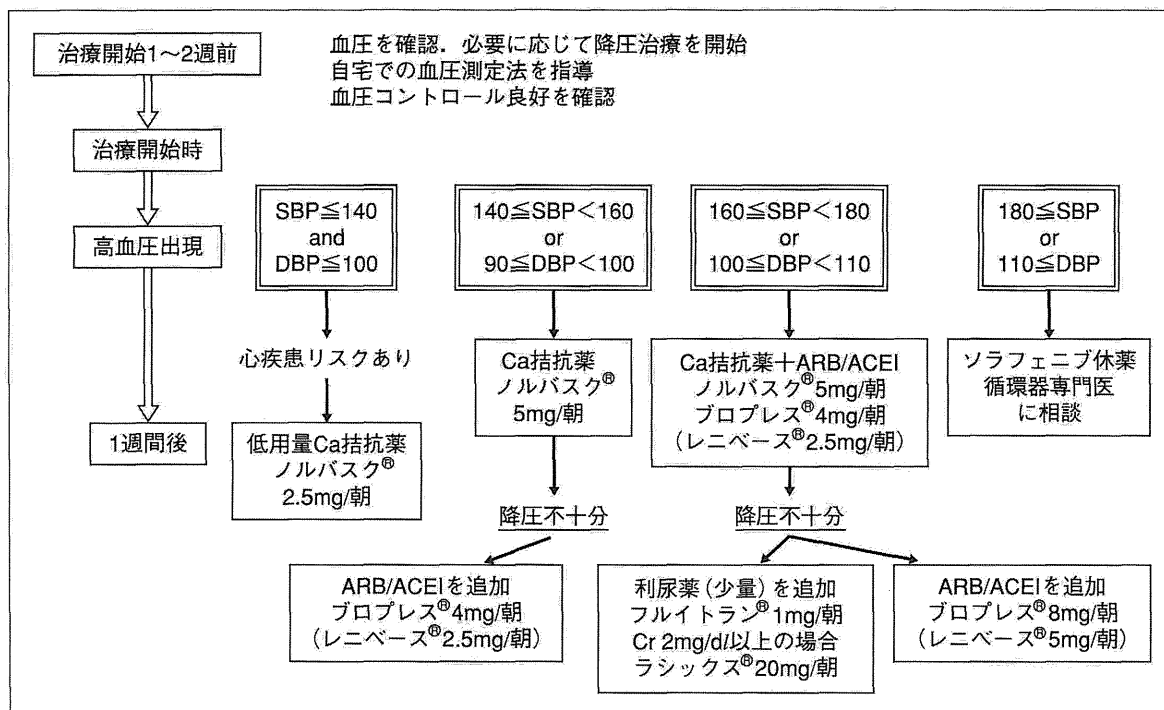 治療開始1〜2週前
血圧を確認．必要に応じて降圧治療を開始
自宅での血圧測定法を指導
血圧コントロール良好を確認
治療開始時
高血圧出現
1週間後
SBP≦140
and
DBP≦100
心疾患リスクあり
低用量Ca拮抗薬
ノルバスク®
2.5mg/朝
140≦SBP<160
or
90≦DBP<100
Ca拮抗薬
ノルバスク®
5mg/朝
降圧不十分
ARB/ACEIを追加
ブロプレス®4mg/朝
（レニベース®2.5mg/朝）
160≦SBP<180
or
100≦DBP<110
Ca拮抗薬＋ARB/ACEI
ノルバスク®5mg/朝
ブロプレス®4mg/朝
（レニベース®2.5mg/朝）
降圧不十分
利尿薬（少量）を追加
フルイトラン®1mg/朝
Cr 2mg/dl以上の場合
ラシックス®20mg/朝
ARB/ACEIを追加
ブロプレス®8mg/朝
（レニベース®5mg/朝）
180≦SBP
or
110≦DBP
ソラフェニブ休薬
循環器専門医
に相談